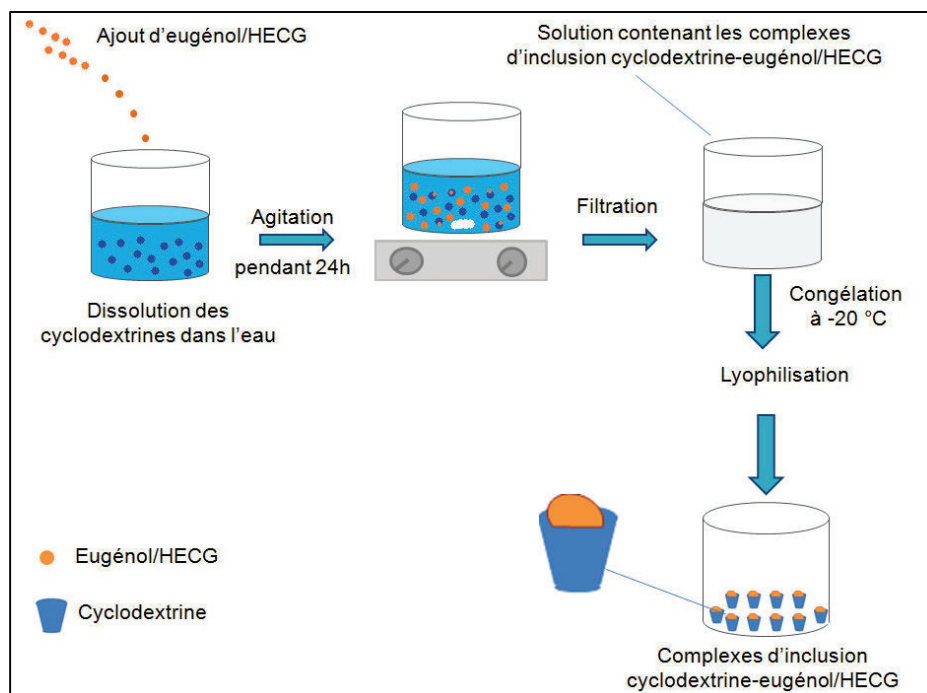 Ajout d'eugénol/HECG
Solution contenant les complexes
d'inclusion cyclodextrine-eugénol/HECG
Agitation
pendant 24h
Filtration
Dissolution des
cyclodextrines dans l'eau
Congélation
à -20 °C
Lyophilisation
Eugénol/HECG
Cyclodextrine
Complexes d'inclusion
cyclodextrine-eugénol/HECG